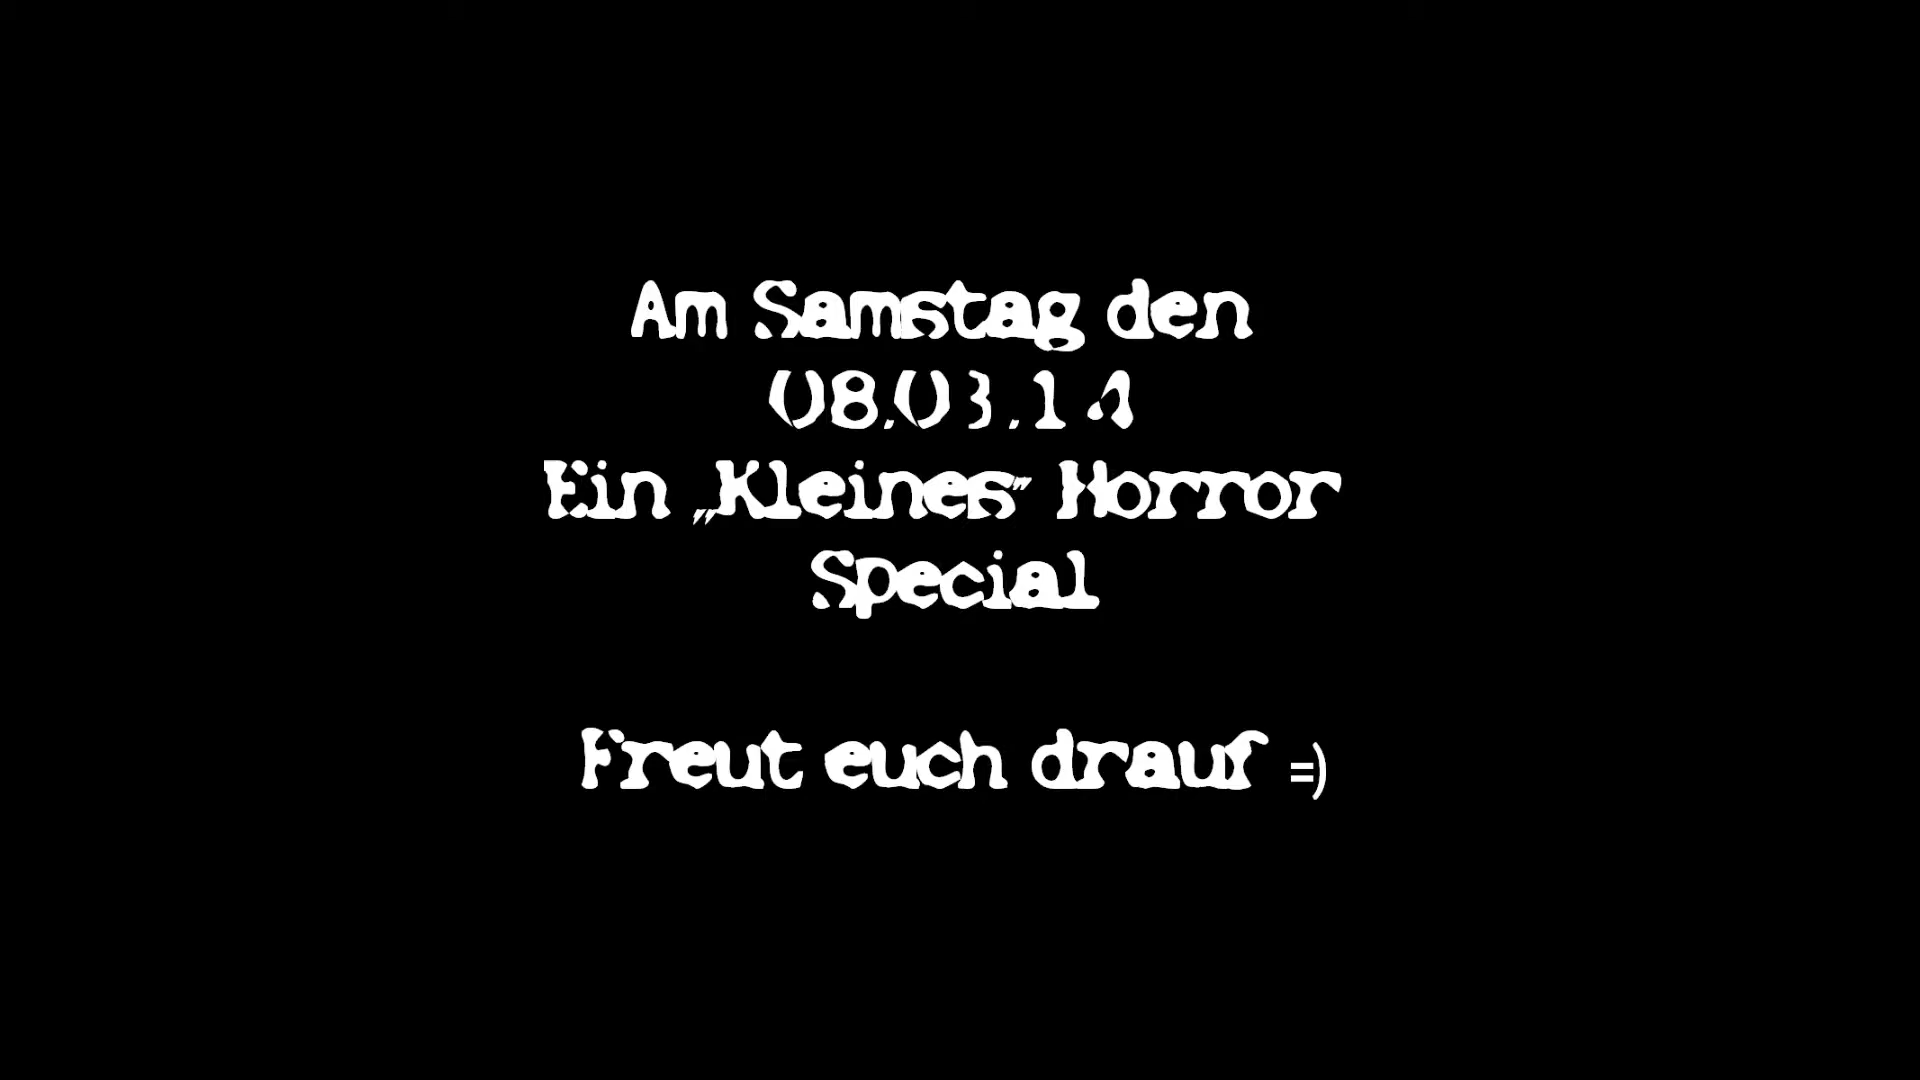 Am Samstag den
08.03.14
Ein „Kleines“ Horror
Special
Freut euch drauf =)